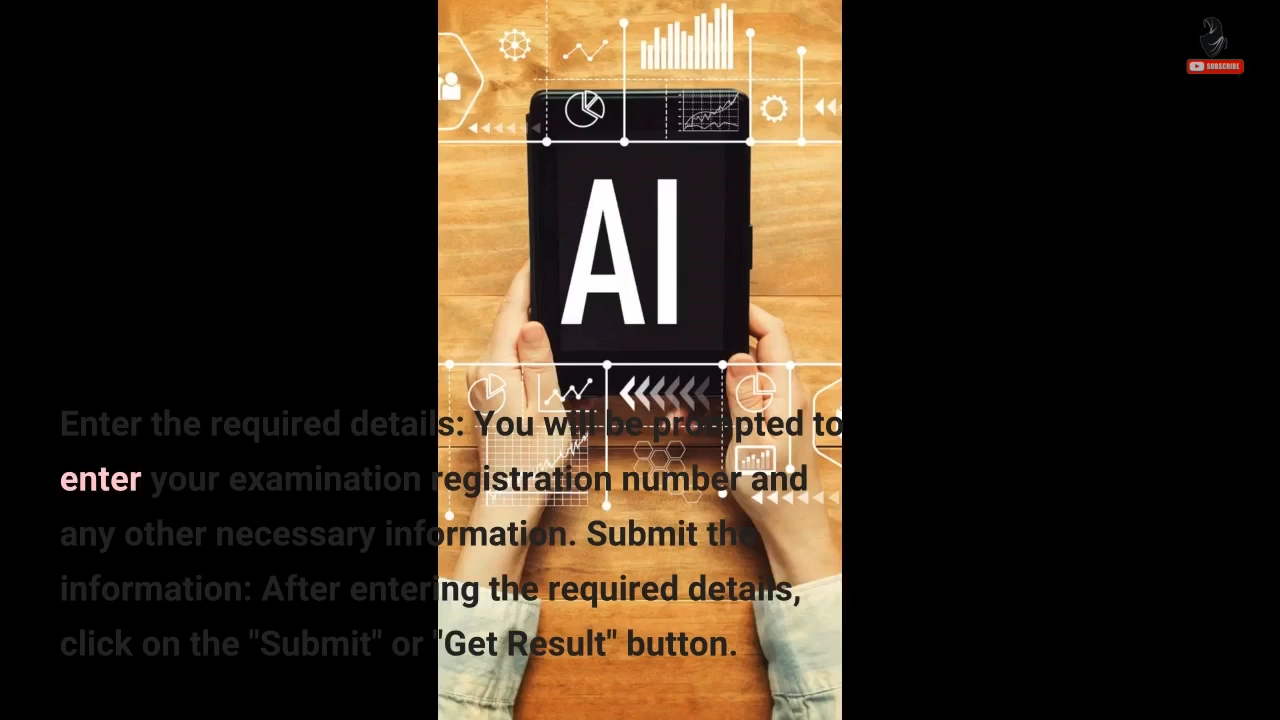 SUBSCRIBE
AI
Enter the required details: You will be prompted to
enter your examination registration number and
any other necessary information. Submit the
information: After entering the required details,
click on the "Submit" or "Get Result" button.